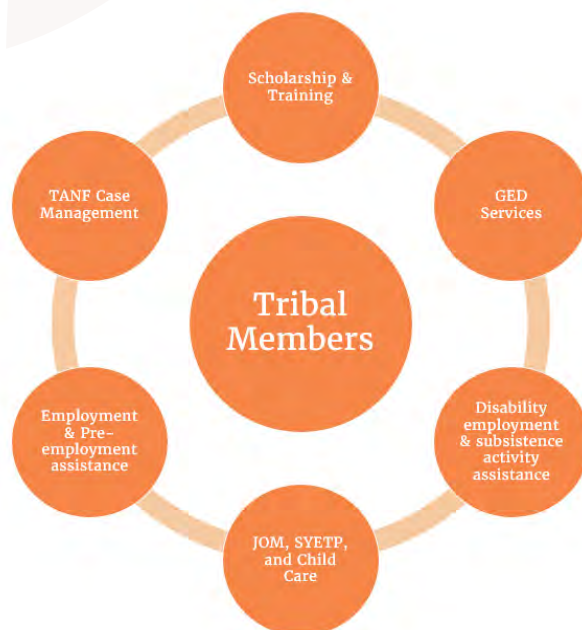 Scholarship &
Training
TANF Case
Management
GED
Services
Tribal
Members
Employment
& Pre-
employment
assistance
Disability
employment
& subsistence
activity
assistance
JOM, SYETP,
and Child
Care